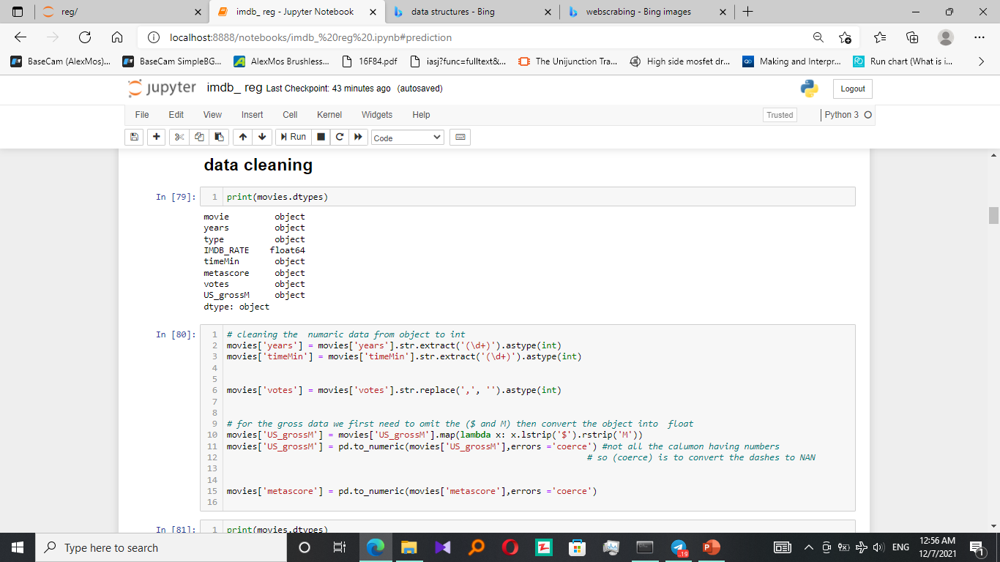 reg/
imdb_ reg - Jupyter Notebook
data structures - Bing
webscrabing - Bing images
localhost:8888/notebooks/imdb_%20reg%20.ipynb#prediction
BaseCam (AlexMos)...
BaseCam SimpleBG...
AlexMos Brushless...
16F84.pdf
iasj?func=fulltext&...
The Unijunction Tra...
High side mosfet dr...
Making and Interpr...
Run chart (What is i...
jupyter imdb_ reg Last Checkpoint: 43 minutes ago (autosaved)
Logout
File Edit View Insert Cell Kernel Widgets Help
Trusted
Python 3
Run
Code
data cleaning
In [79]:
1 print(movies.dtypes)
movie object
years object
type object
IMDB_RATE float64
timeMin object
metascore object
votes object
US_grossM object
dtype: object
In [80]:
1 # cleaning the  numaric data from object to int
2 movies['years'] = movies['years'].str.extract('(\d+)').astype(int)
3 movies['timeMin'] = movies['timeMin'].str.extract('(\d+)').astype(int)
4
5
6 movies['votes'] = movies['votes'].str.replace(',', '').astype(int)
7
8
9 # for the gross data we first need to omit the ($ and M) then convert the object into  float
10 movies['US_grossM'] = movies['US_grossM'].map(lambda x: x.lstrip('$').rstrip('M'))
11 movies['US_grossM'] = pd.to_numeric(movies['US_grossM'],errors ='coerce') #not all the calumon having numbers
12 # so (coerce) is to convert the dashes to NAN
13
14
15 movies['metascore'] = pd.to_numeric(movies['metascore'],errors ='coerce')
16
In [81]:
1 print(movies.dtypes)
Type here to search
.19
ENG
12:56 AM
12/7/2021
1